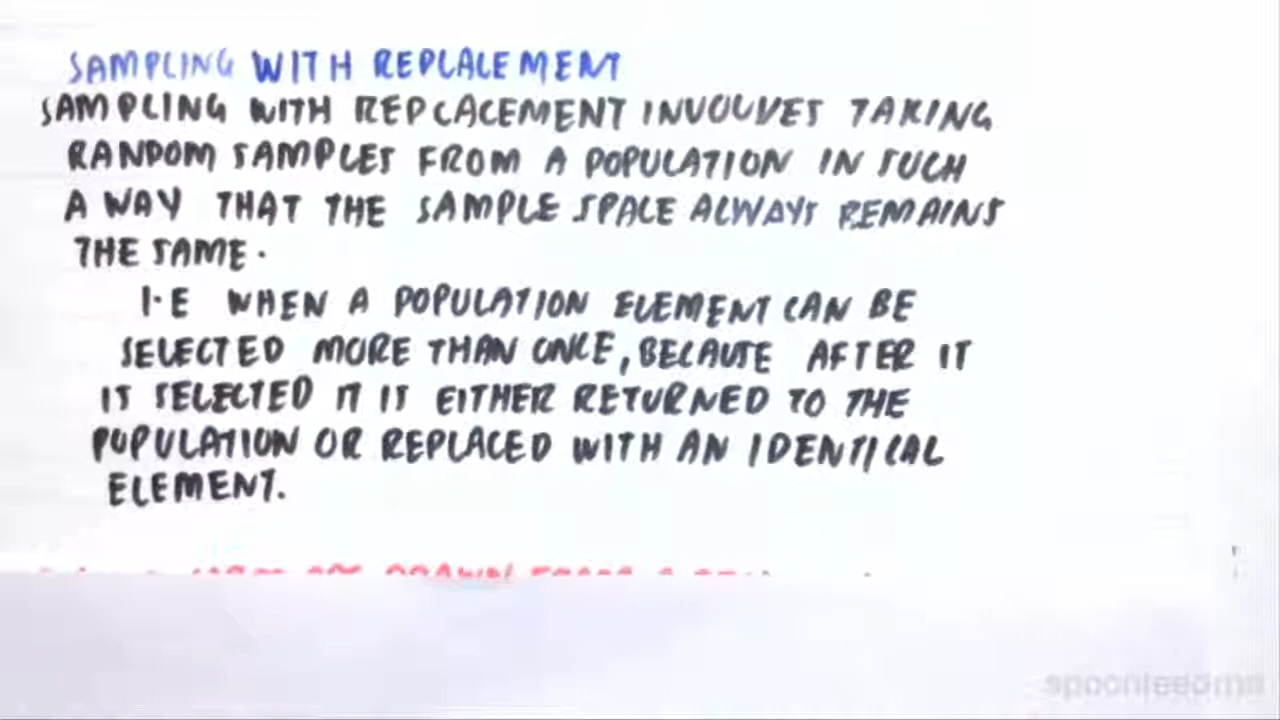 SAMPLING WITH REPLACEMENT
SAMPLING WITH REPLACEMENT INVOLVES TAKING
RANDOM SAMPLES FROM A POPULATION IN SUCH
A WAY THAT THE SAMPLE SPACE ALWAYS REMAINS
THE SAME.
I.E WHEN A POPULATION ELEMENT CAN BE
SELECTED MORE THAN ONCE, BECAUSE AFTER IT
IS SELECTED IT IS EITHER RETURNED TO THE
POPULATION OR REPLACED WITH AN IDENTICAL
ELEMENT.